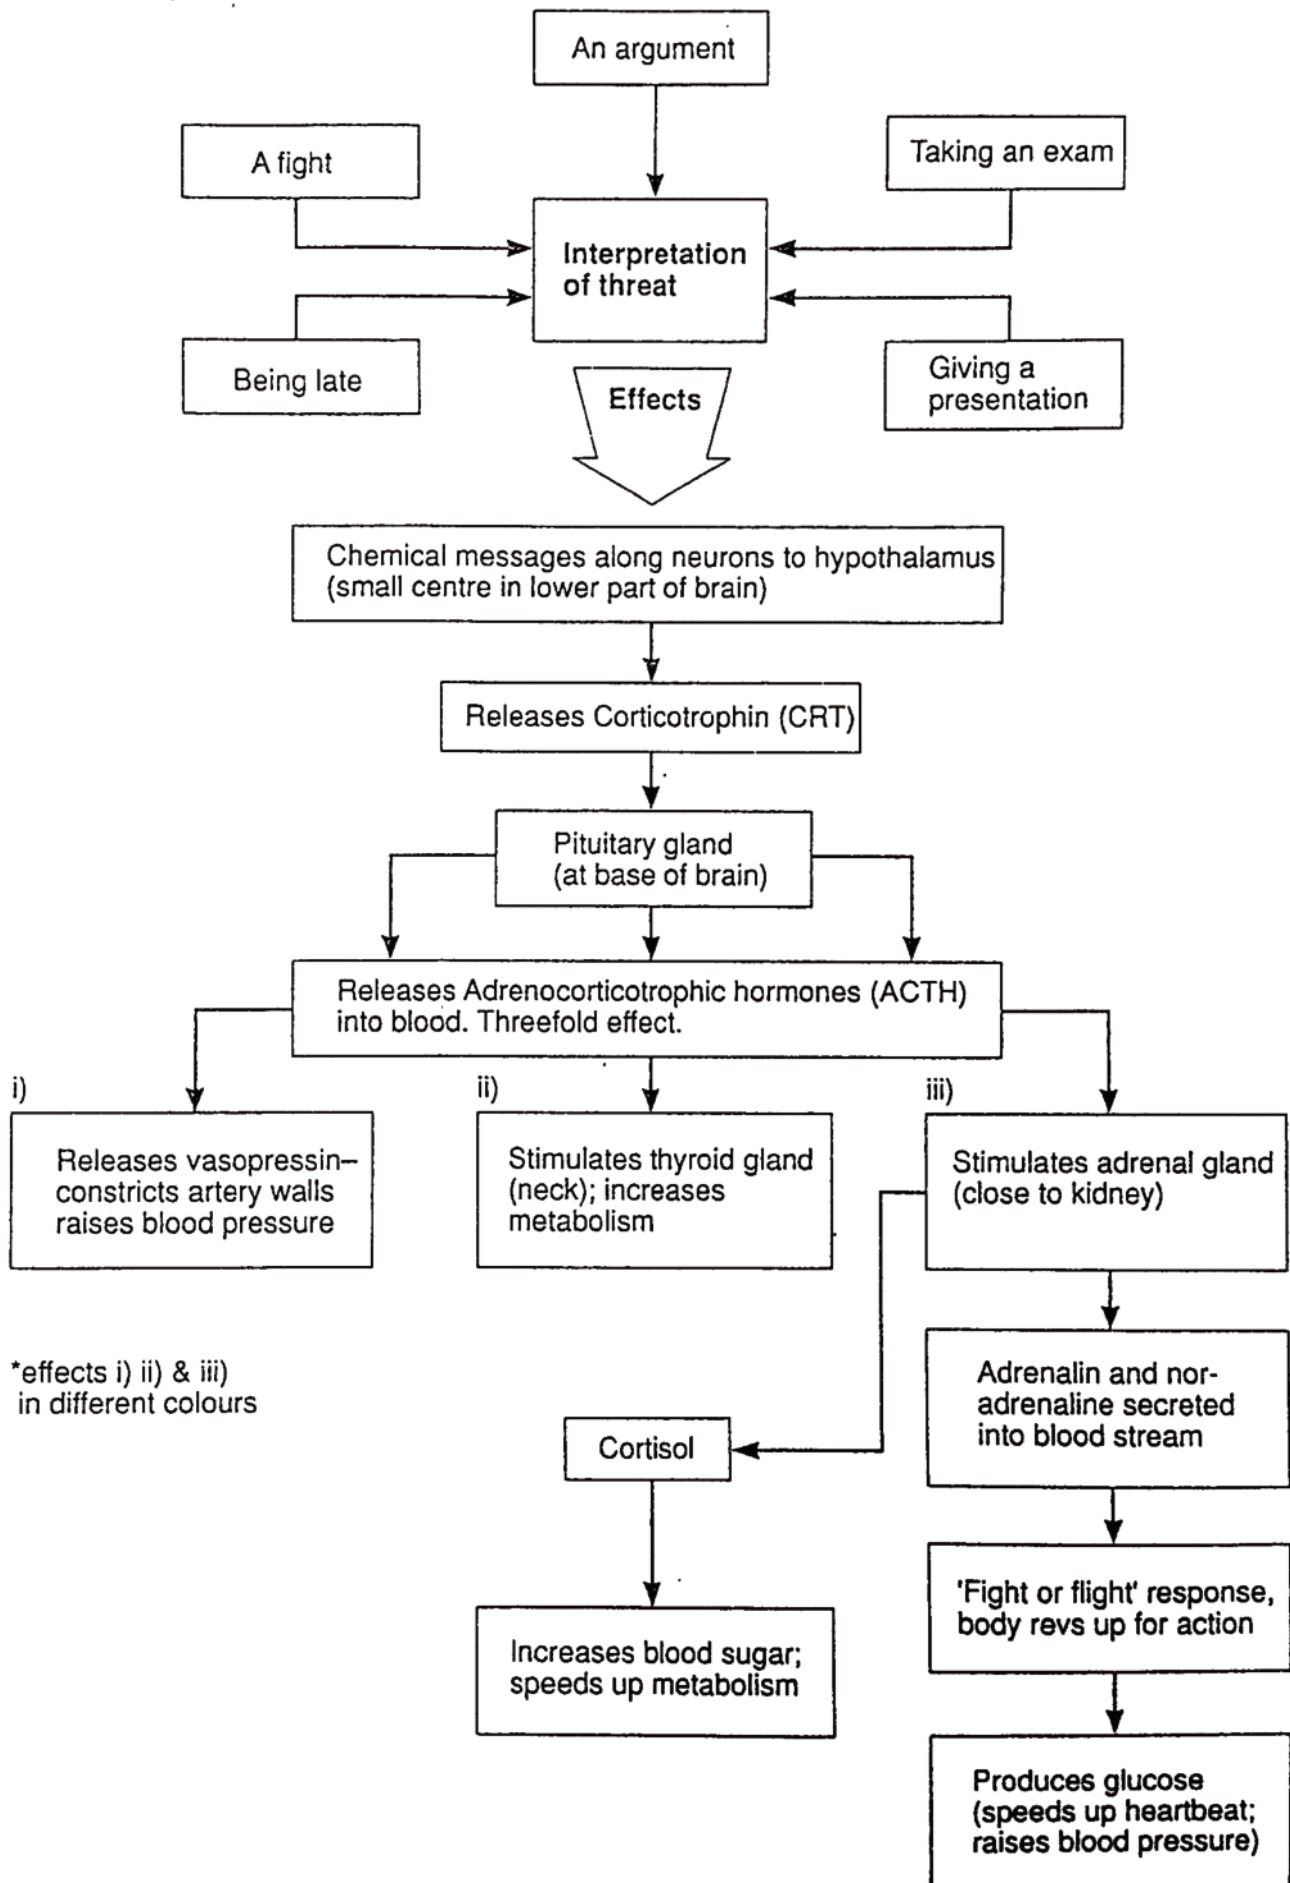 An argument
A fight
Taking an exam
Interpretation
of threat
Being late
Giving a
presentation
Effects
Chemical messages along neurons to hypothalamus
(small centre in lower part of brain)
Releases Corticotrophin (CRT)
Pituitary gland
(at base of brain)
Releases Adrenocorticotrophic hormones (ACTH)
into blood. Threefold effect.
i)
Releases vasopressin–
constricts artery walls
raises blood pressure
ii)
Stimulates thyroid gland
(neck); increases
metabolism
iii)
Stimulates adrenal gland
(close to kidney)
*effects i) ii) & iii)
in different colours
Adrenalin and nor-
adrenaline secreted
into blood stream
Cortisol
'Fight or flight' response,
body revs up for action
Increases blood sugar;
speeds up metabolism
Produces glucose
(speeds up heartbeat;
raises blood pressure)